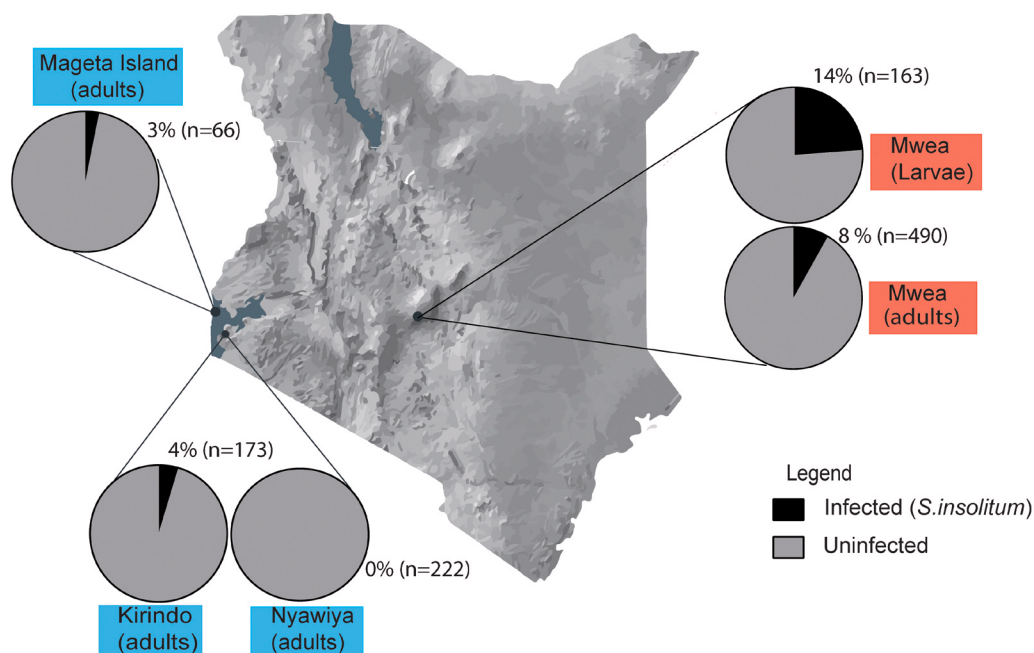 Mageta Island
(adults)
3% (n=66)
14% (n=163)
Mwea
(Larvae)
8 % (n=490)
Mwea
(adults)
4% (n=173)
0% (n=222)
Kirindo
(adults)
Nyawiya
(adults)
Legend
Infected (S.insolitum)
Uninfected